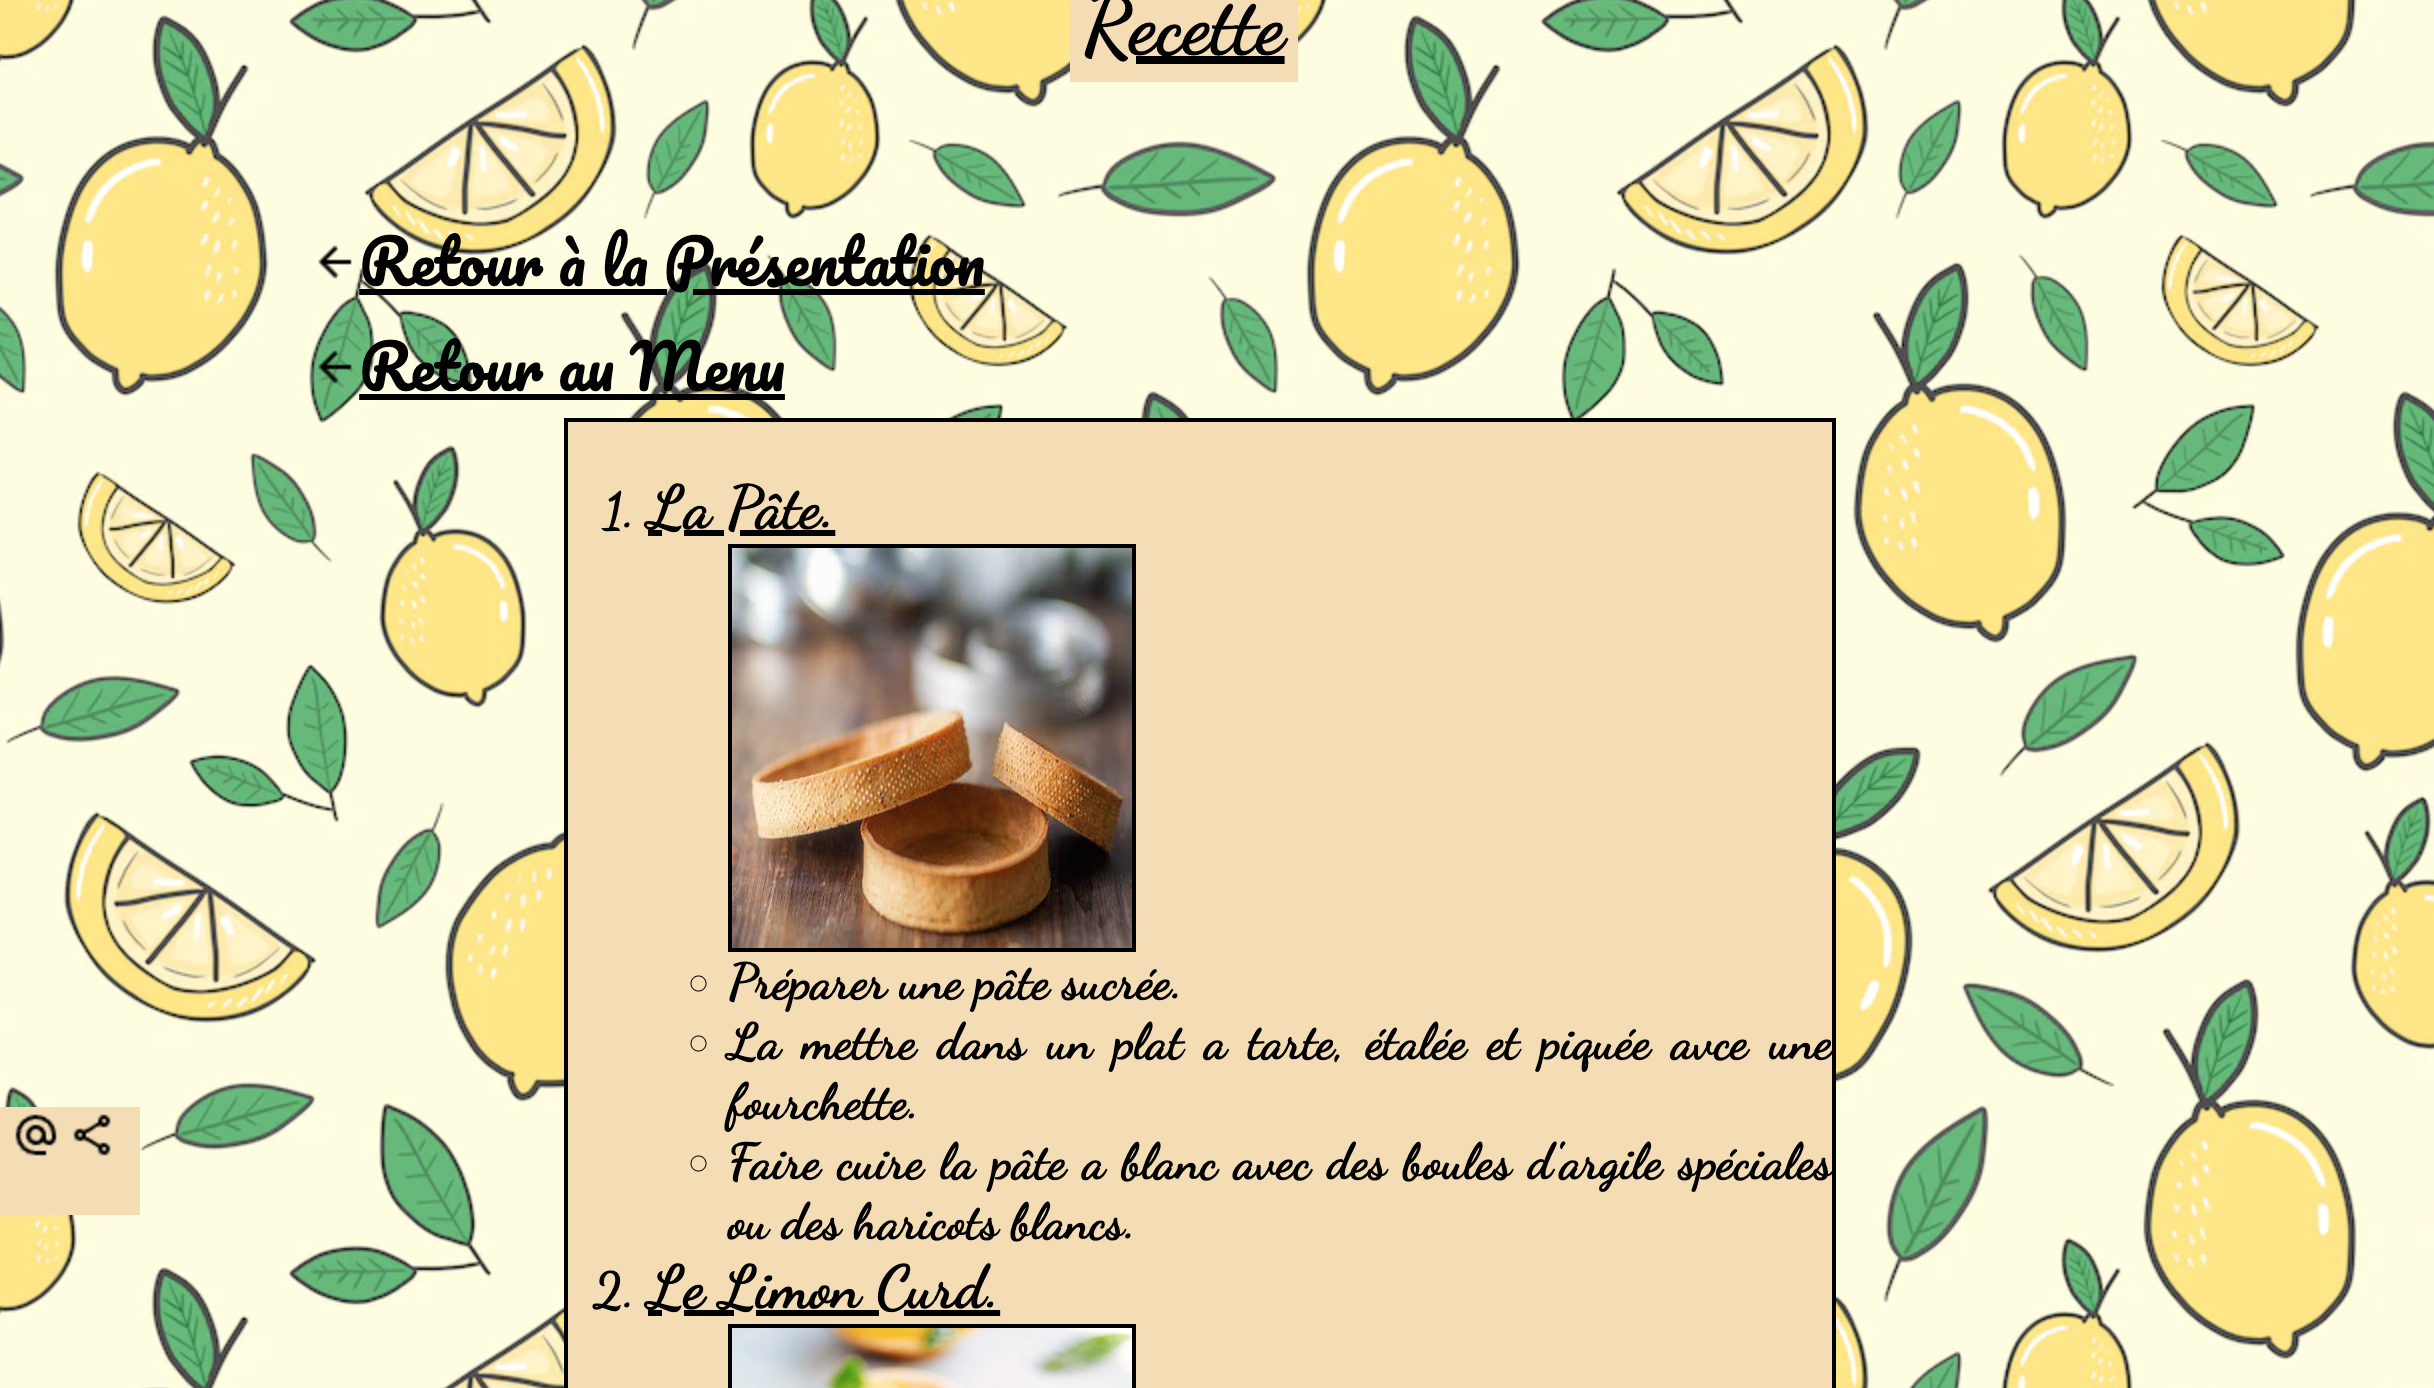 Recette
←Retour à la Présentation
←Retour au Menu
1. La Pâte.
○ Préparer une pâte sucrée.
○ La mettre dans un plat a tarte, étalée et piquée avce une
fourchette.
○ Faire cuire la pâte a blanc avec des boules d'argile spéciales
ou des haricots blancs.
2. Le Limon Curd.